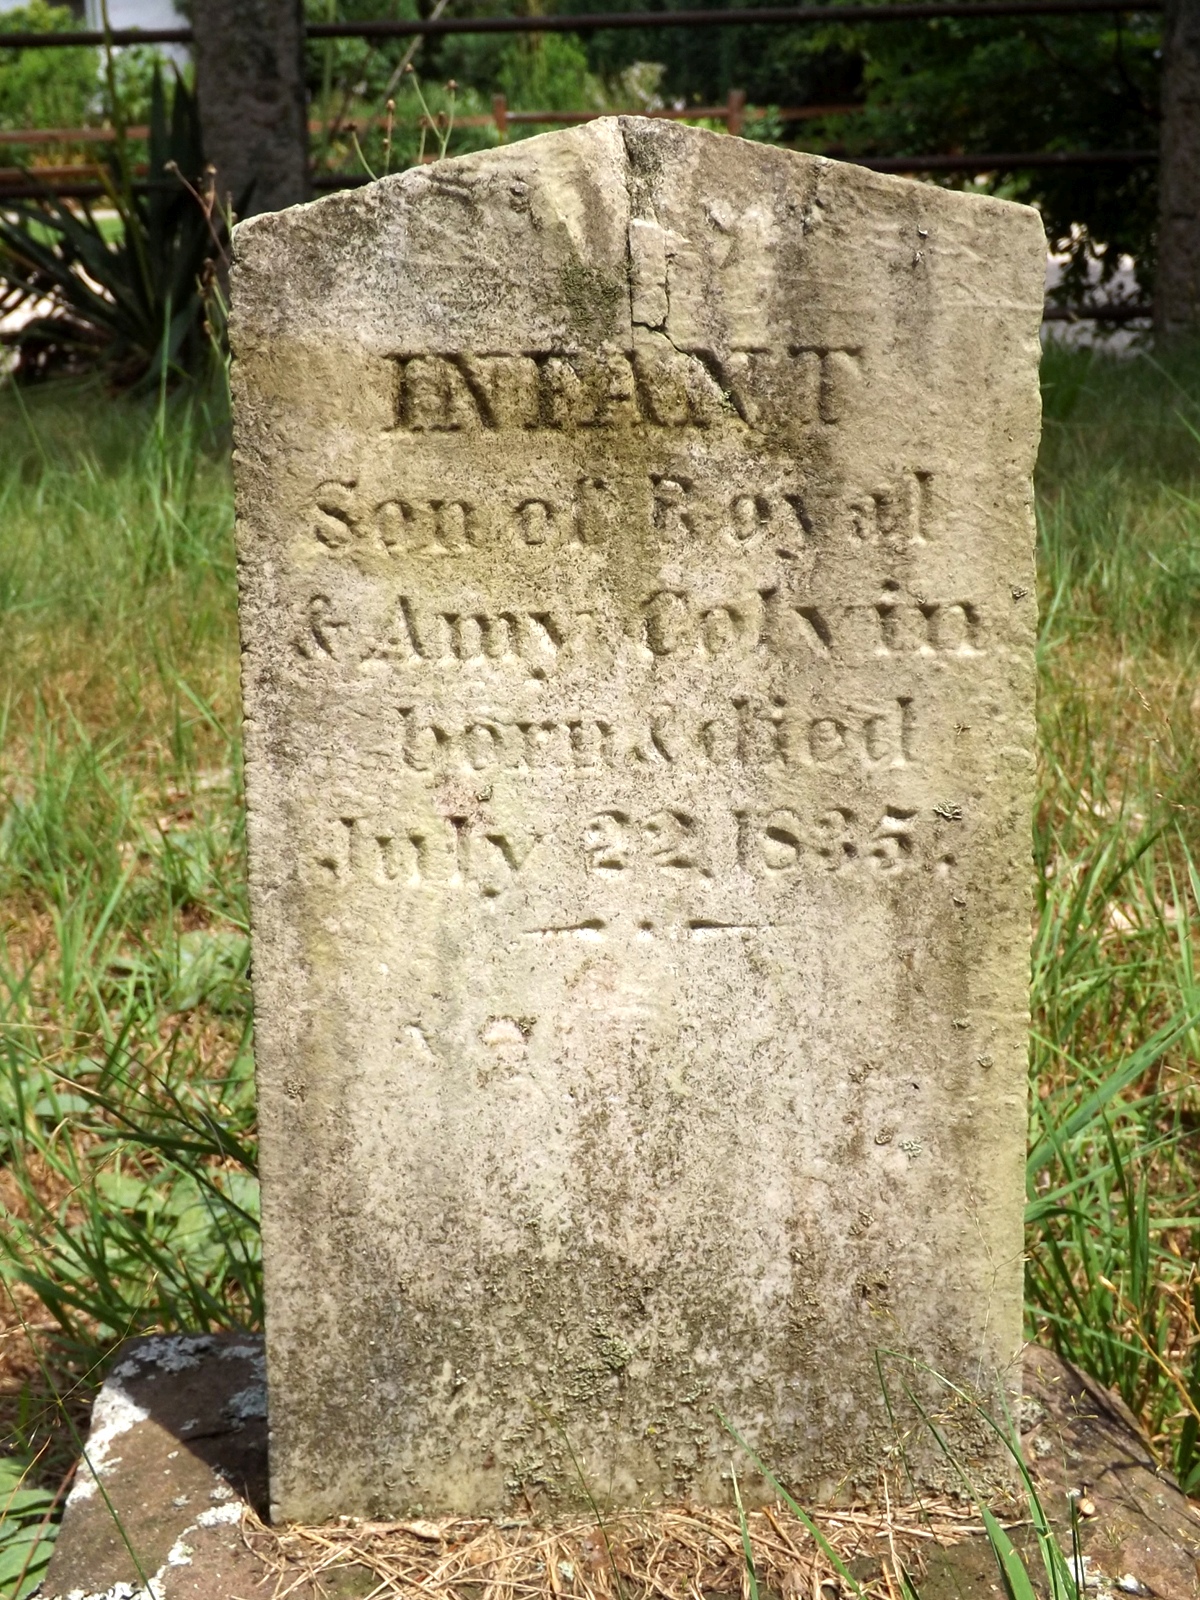 INFANT
Son of Royal
& Amy Colvin
born & died
July 22, 1835.